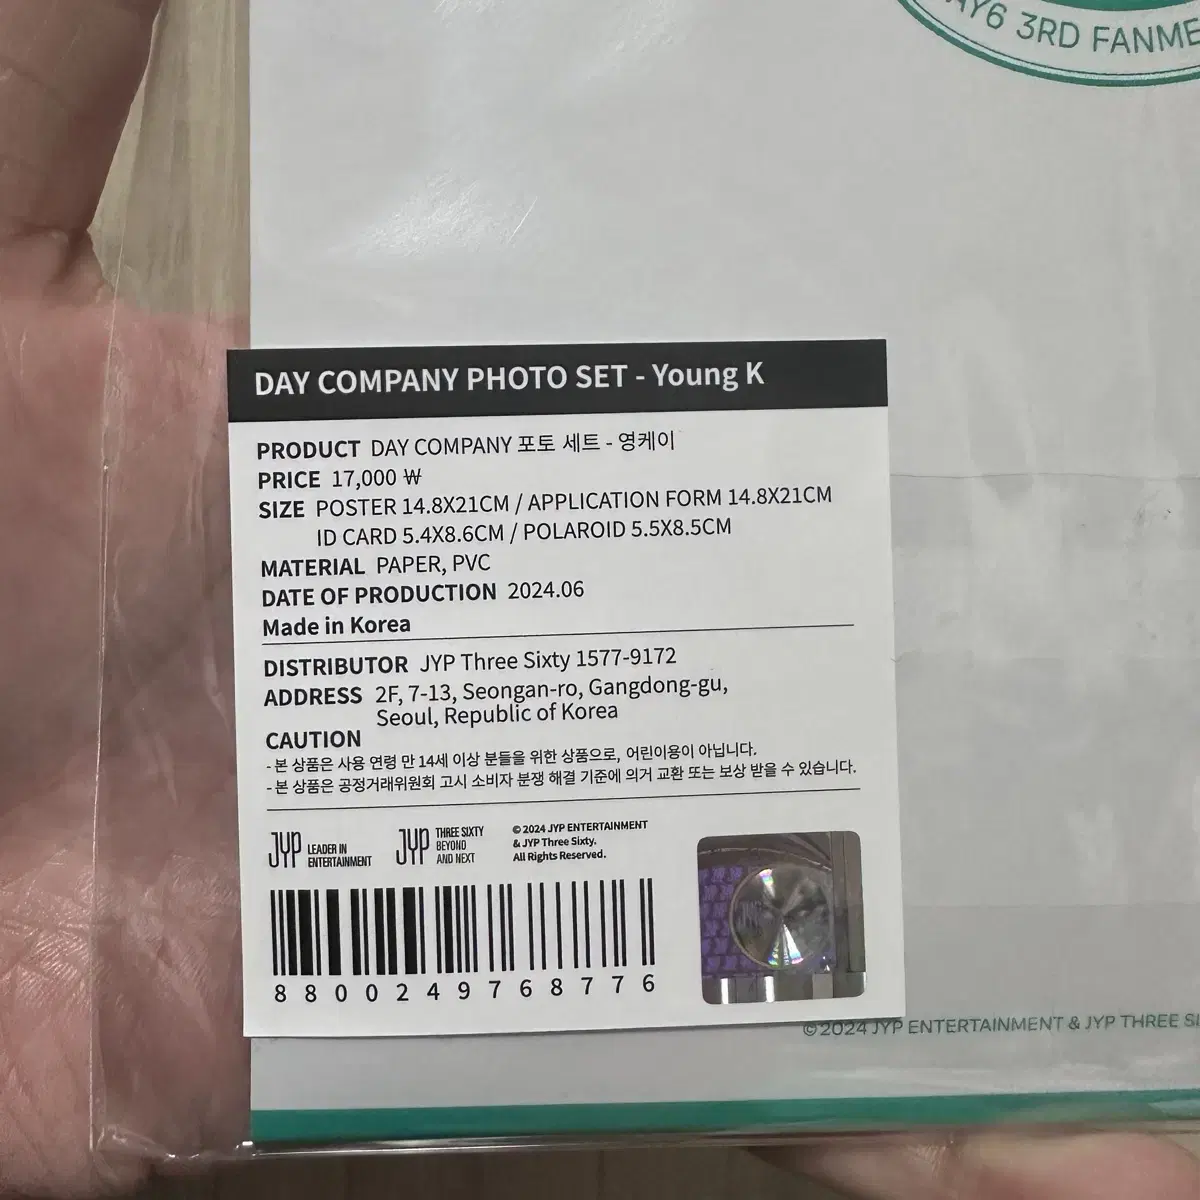 AY6 3RD FANME
DAY COMPANY PHOTO SET - Young K
PRODUCT DAY COMPANY 포토 세트 - 영케이
PRICE 17,000 ₩
SIZE POSTER 14.8X21CM / APPLICATION FORM 14.8X21CM
ID CARD 5.4X8.6CM / POLAROID 5.5X8.5CM
MATERIAL PAPER, PVC
DATE OF PRODUCTION 2024.06
Made in Korea
DISTRIBUTOR JYP Three Sixty 1577-9172
ADDRESS 2F, 7-13, Seongan-ro, Gangdong-gu,
Seoul, Republic of Korea
CAUTION
- 본 상품은 사용 연령 만 14세 이상 분들을 위한 상품으로, 어린이용이 아닙니다.
- 본 상품은 공정거래위원회 고시 소비자 분쟁 해결 기준에 의거 교환 또는 보상 받을 수 있습니다.
JYP LEADER IN
ENTERTAINMENT
JYP THREE SIXTY
BEYOND
AND NEXT
© 2024 JYP ENTERTAINMENT
& JYP Three Sixty.
All Rights Reserved.
8800249768776
©2024 JYP ENTERTAINMENT & JYP THREE SI